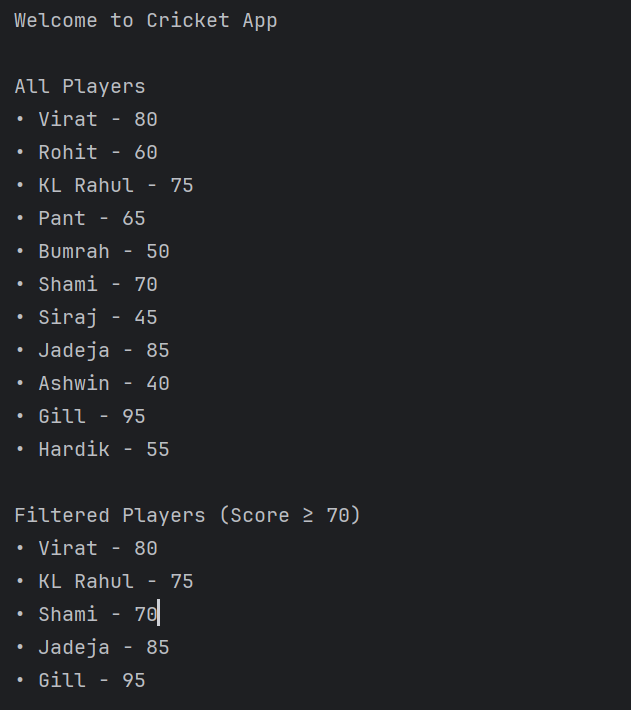 Welcome to Cricket App
All Players
• Virat - 80
• Rohit - 60
• KL Rahul - 75
• Pant - 65
• Bumrah - 50
• Shami - 70
• Siraj - 45
• Jadeja - 85
• Ashwin - 40
• Gill - 95
• Hardik - 55
Filtered Players (Score ≥ 70)
• Virat - 80
• KL Rahul - 75
• Shami - 70
• Jadeja - 85
• Gill - 95